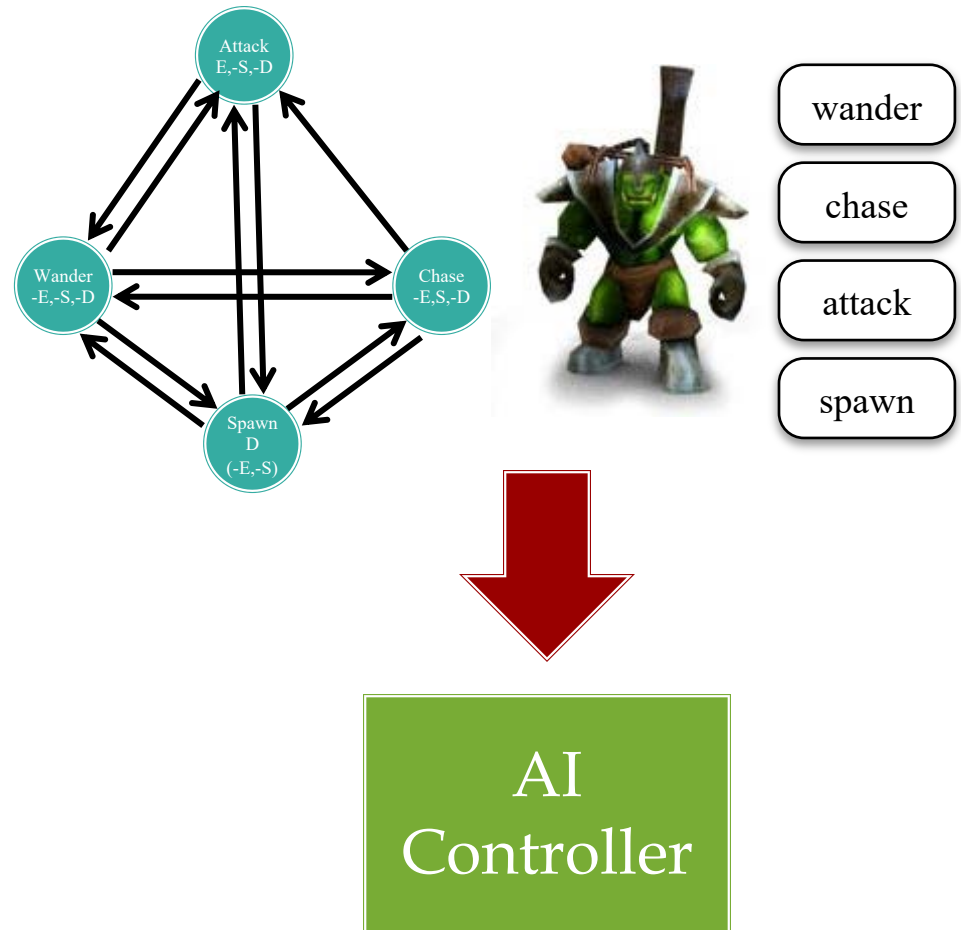 Attack
E,-S,-D
Wander
-E,-S,-D
Chase
-E,S,-D
Spawn
D
(-E,-S)
wander
chase
attack
spawn
AI
Controller